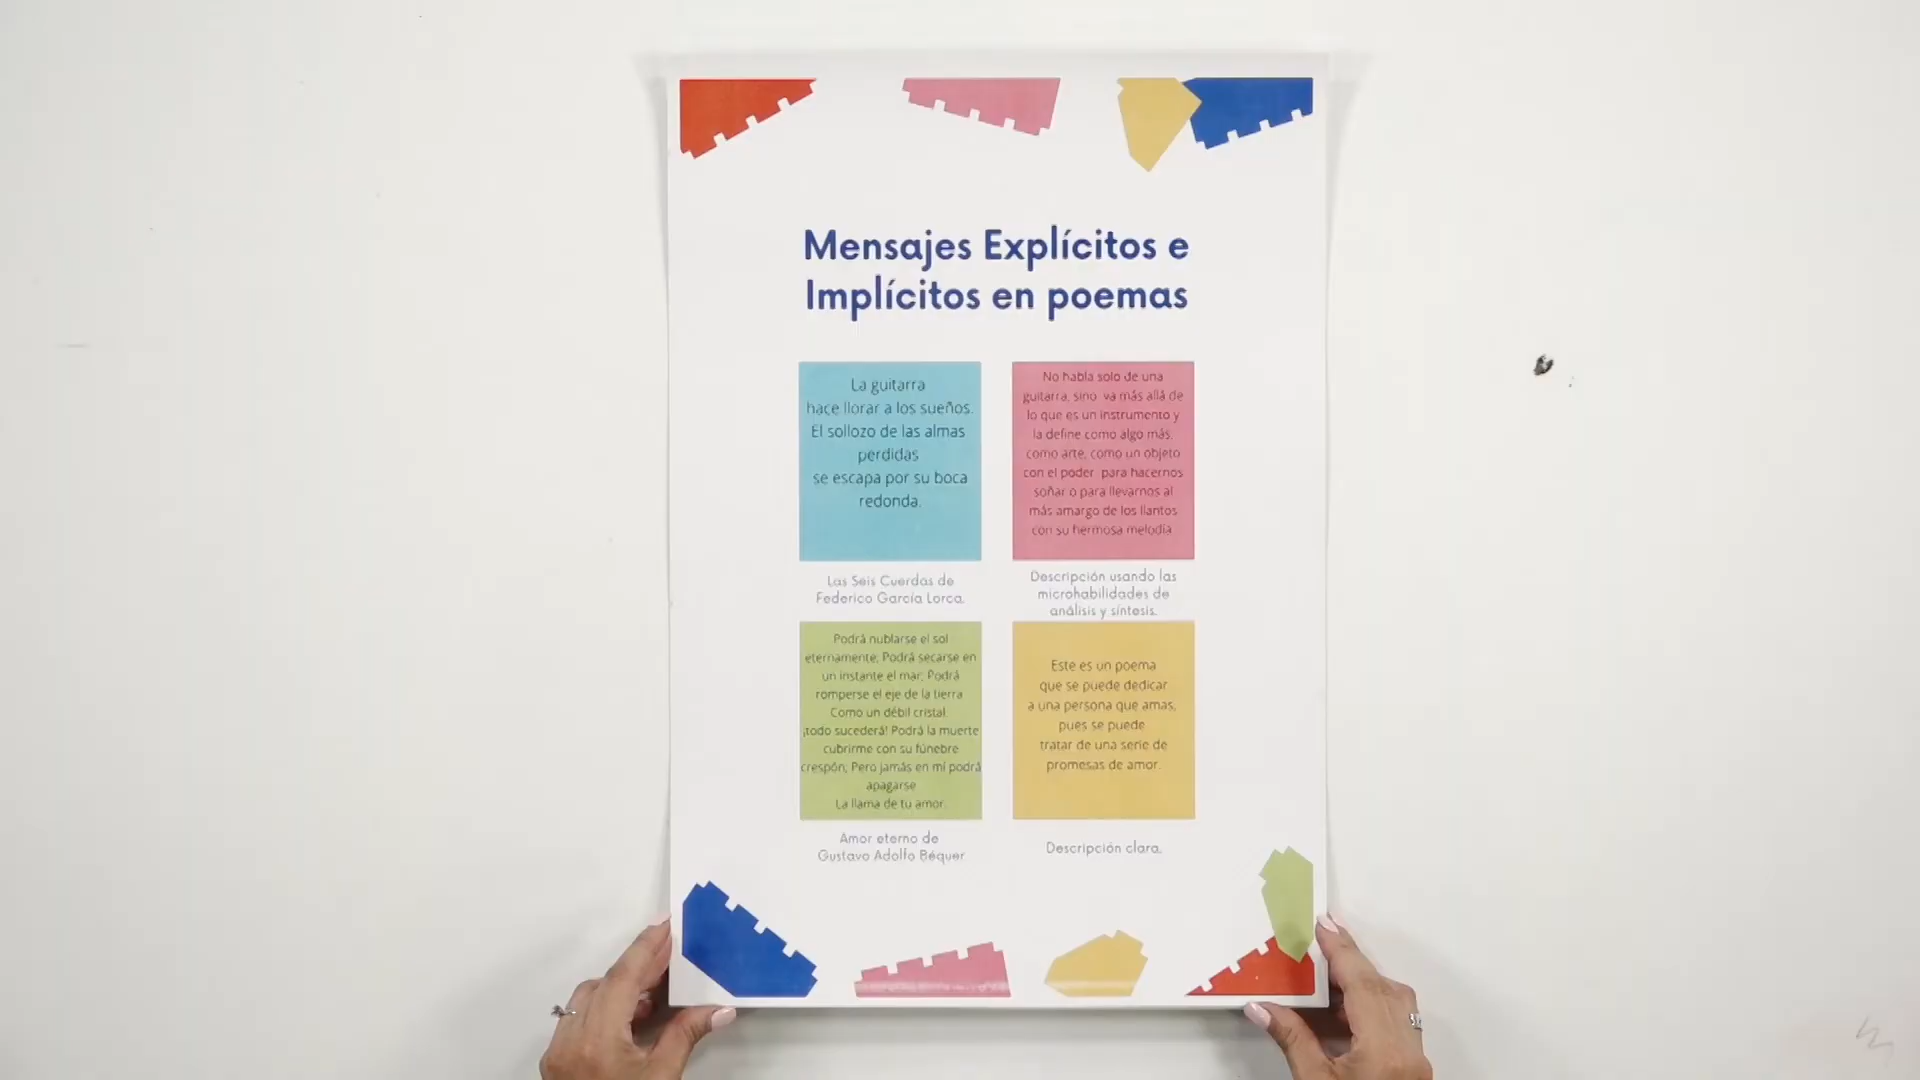 Mensajes Explícitos e
Implícitos en poemas
La guitarra
hace llorar a los sueños.
El sollozo de las almas
perdidas
se escapa por su boca
redonda.
Las Seis Cuerdas de
Federico García Lorca.
No habla solo de una
guitarra, sino va más allá de
lo que es un instrumento y
la define como algo más,
como arte, como un objeto
con el poder para hacernos
soñar o para llevarnos al
más amargo de los llantos
con su hermosa melodía.
Descripción usando las
microhabilidades de
análisis y síntesis.
Podrá nublarse el sol
eternamente; Podrá secarse en
un instante el mar; Podrá
romperse el eje de la tierra
Como un débil cristal.
¡todo sucederá! Podrá la muerte
cubrirme con su fúnebre
crespón; Pero jamás en mí podrá
apagarse
La llama de tu amor.
Amor eterno de
Gustavo Adolfo Béquer
Este es un poema
que se puede dedicar
a una persona que amas,
pues se puede
tratar de una serie de
promesas de amor.
Descripción clara.